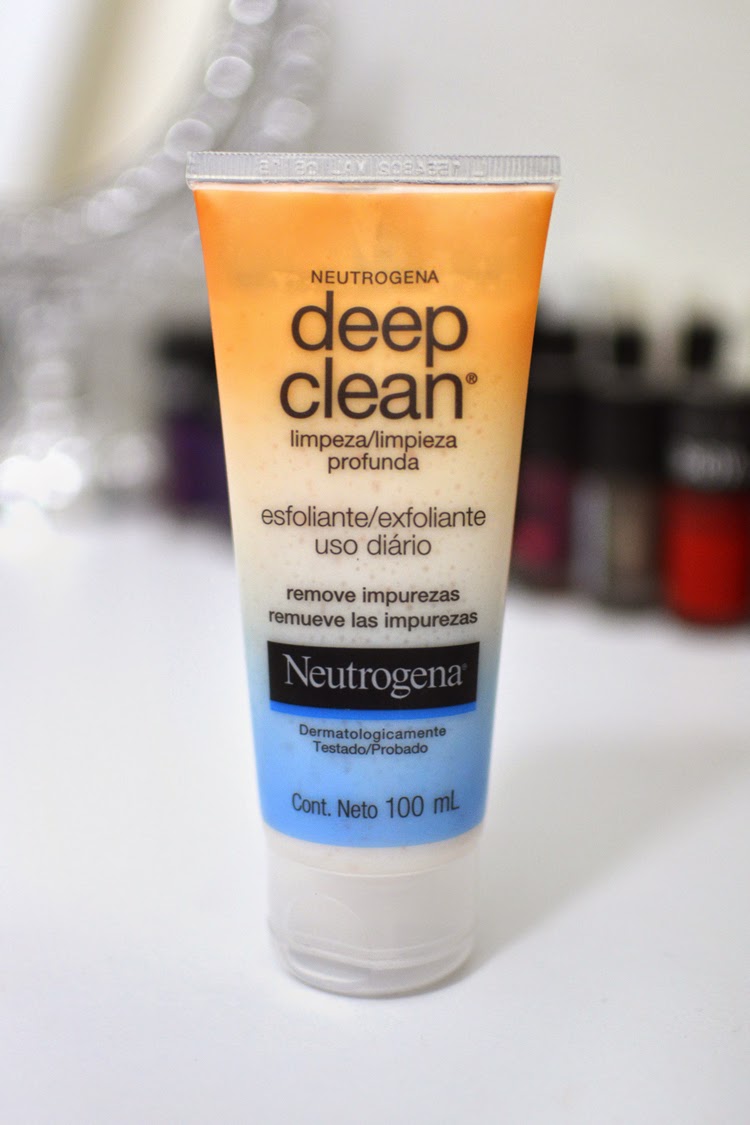 NEUTROGENA
deep
clean®
limpeza/limpieza
profunda
esfoliante/exfoliante
uso diário
remove impurezas
remueve las impurezas
Neutrogena®
Dermatologicamente
Testado/Probado
Cont. Neto 100 mL